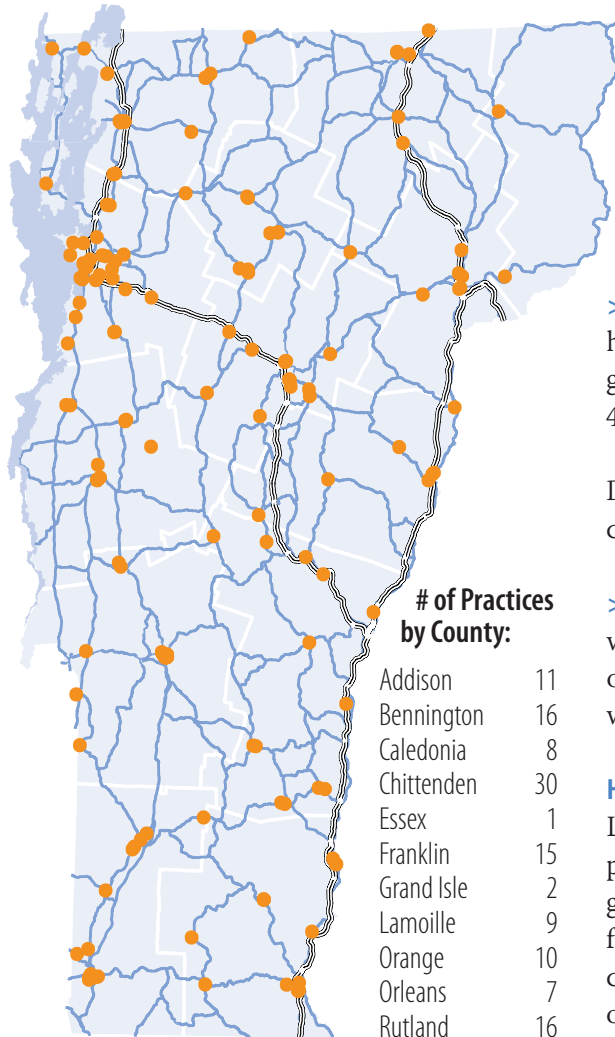 # of Practices
by County:
Addison 11
Bennington 16
Caledonia 8
Chittenden 30
Essex 1
Franklin 15
Grand Isle 2
Lamoille 9
Orange 10
Orleans 7
Rutland 16
>
h
g
4
c
>
w
o
w
H
p
g
f
c
o